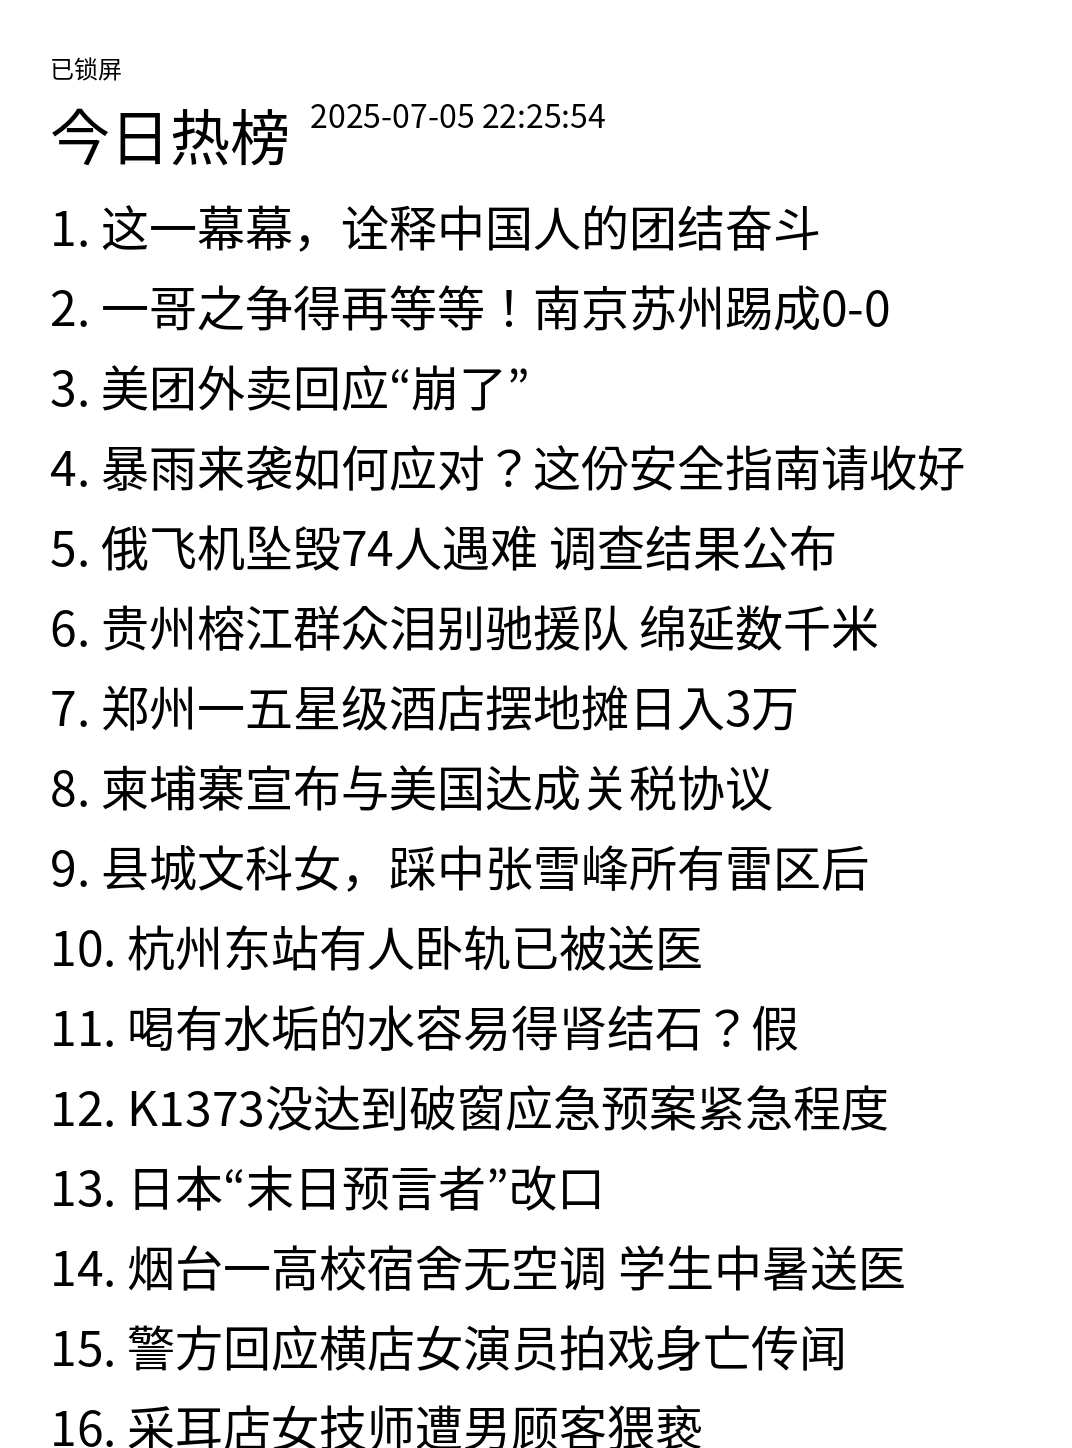 已锁屏
今日热榜 2025-07-05 22:25:54
1. 这一幕幕，诠释中国人的团结奋斗
2. 一哥之争得再等等！南京苏州踢成0-0
3. 美团外卖回应“崩了”
4. 暴雨来袭如何应对？这份安全指南请收好
5. 俄飞机坠毁74人遇难 调查结果公布
6. 贵州榕江群众泪别驰援队 绵延数千米
7. 郑州一五星级酒店摆地摊日入3万
8. 柬埔寨宣布与美国达成关税协议
9. 县城文科女，踩中张雪峰所有雷区后
10. 杭州东站有人卧轨已被送医
11. 喝有水垢的水容易得肾结石？假
12. K1373没达到破窗应急预案紧急程度
13. 日本“末日预言者”改口
14. 烟台一高校宿舍无空调 学生中暑送医
15. 警方回应横店女演员拍戏身亡传闻
16. 采耳店女技师遭男顾客猥亵